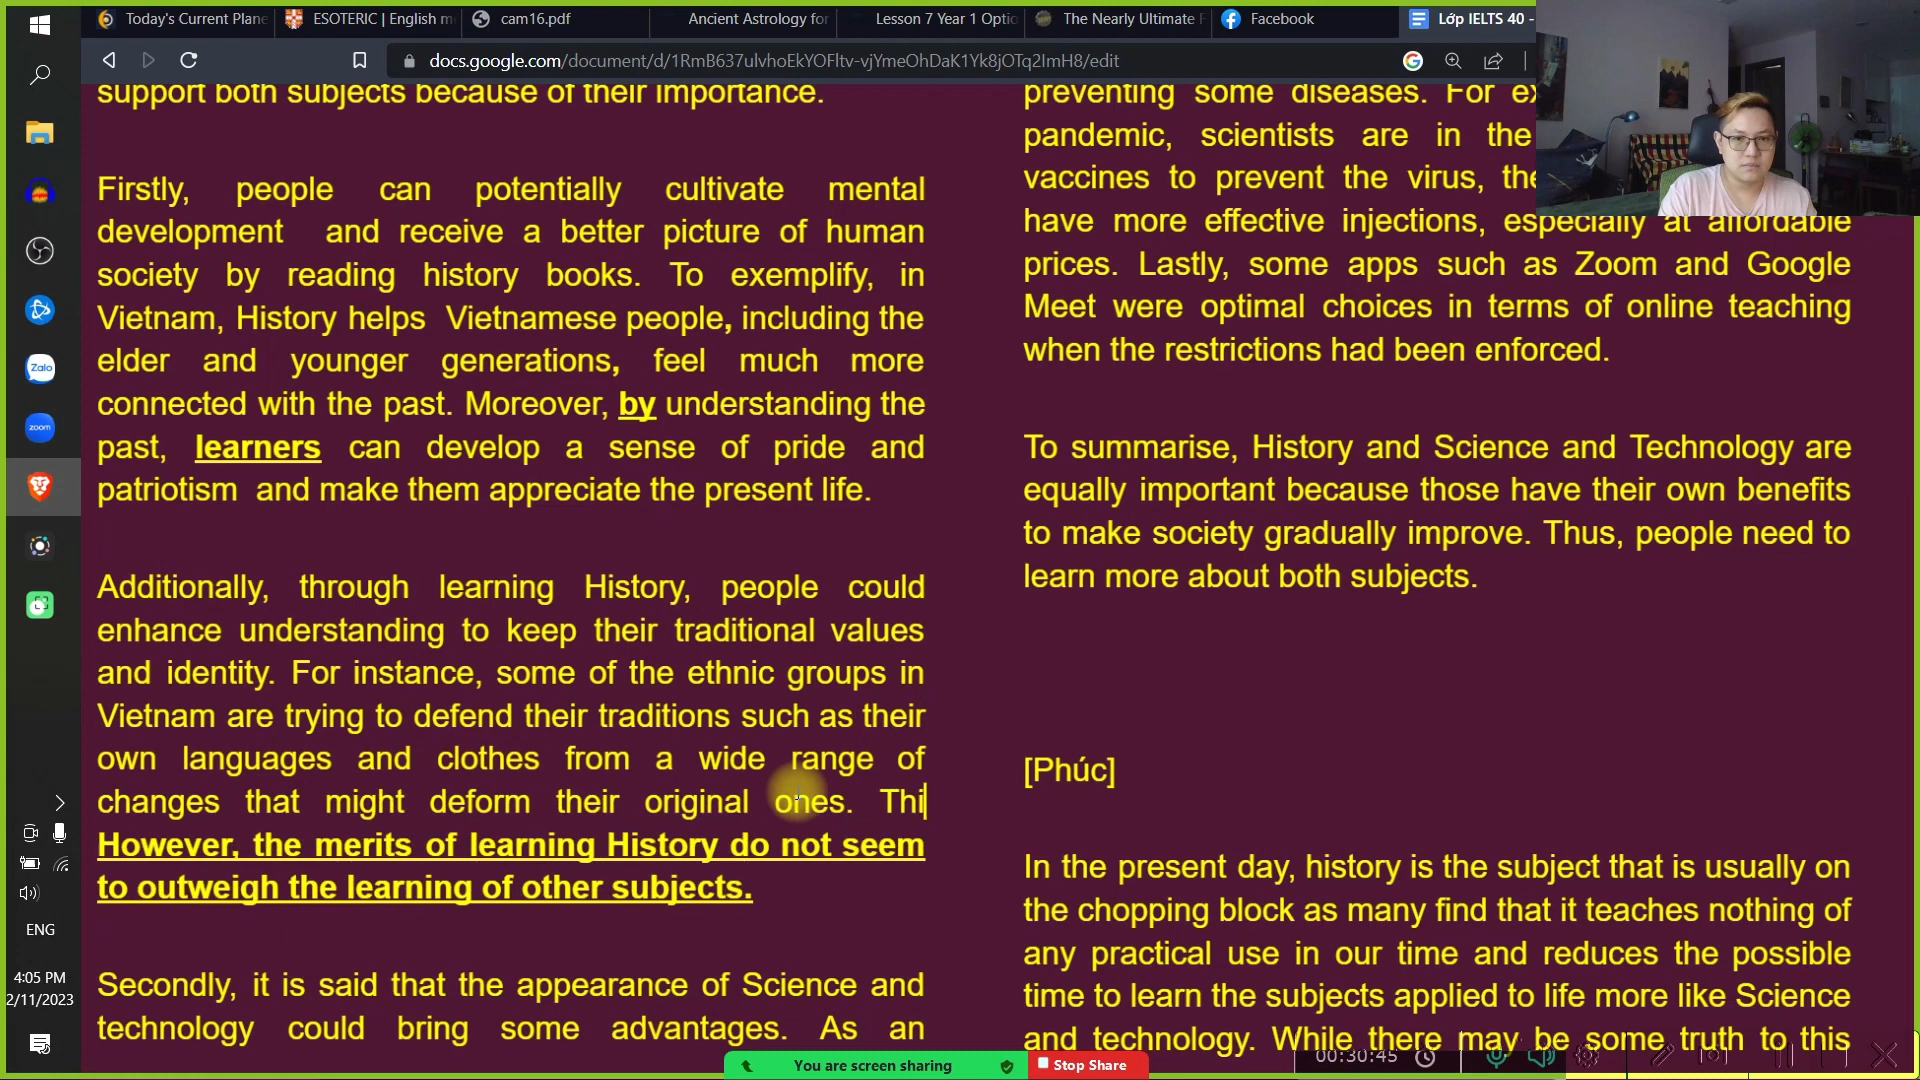 Today's Current Plane
ESOTERIC | English m
cam16.pdf
Ancient Astrology for
Lesson 7 Year 1 Optio
The Nearly Ultimate F
Facebook
Lớp IELTS 40 -
docs.google.com/document/d/1RmB637ulvhoEkYOFltv-vjYmeOhDaK1Yk8jOTq2ImH8/edit
support both subjects because of their importance.
Firstly, people can potentially cultivate mental
development and receive a better picture of human
society by reading history books. To exemplify, in
Vietnam, History helps Vietnamese people, including the
elder and younger generations, feel much more
connected with the past. Moreover, by understanding the
past, learners can develop a sense of pride and
patriotism and make them appreciate the present life.
Additionally, through learning History, people could
enhance understanding to keep their traditional values
and identity. For instance, some of the ethnic groups in
Vietnam are trying to defend their traditions such as their
own languages and clothes from a wide range of
changes that might deform their original ones. Thi
However, the merits of learning History do not seem
to outweigh the learning of other subjects.
Secondly, it is said that the appearance of Science and
technology could bring some advantages. As an
preventing some diseases. For ex
pandemic, scientists are in the
vaccines to prevent the virus, the
have more effective injections, especially at affordable
prices. Lastly, some apps such as Zoom and Google
Meet were optimal choices in terms of online teaching
when the restrictions had been enforced.
To summarise, History and Science and Technology are
equally important because those have their own benefits
to make society gradually improve. Thus, people need to
learn more about both subjects.
[Phúc]
In the present day, history is the subject that is usually on
the chopping block as many find that it teaches nothing of
any practical use in our time and reduces the possible
time to learn the subjects applied to life more like Science
and technology. While there may be some truth to this
Zalo
zoom
ENG
4:05 PM
2/11/2023
You are screen sharing
Stop Share
00:30:45